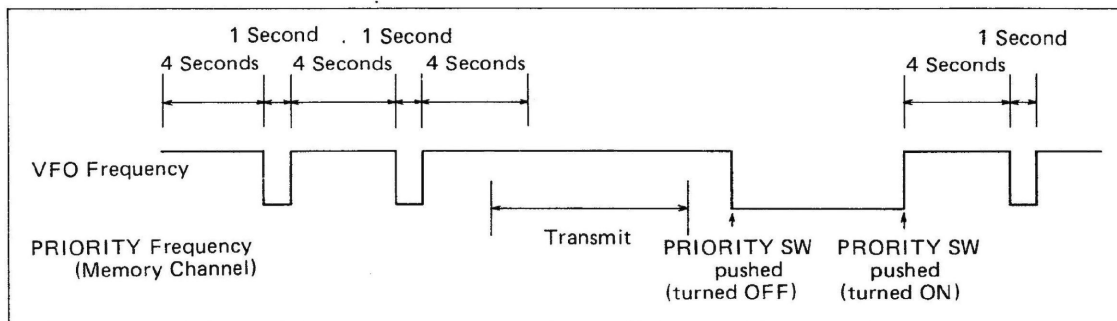 1 Second . 1 Second
1 Second
4 Seconds
4 Seconds
4 Seconds
4 Seconds
VFO Frequency
Transmit
PRIORITY Frequency
(Memory Channel)
PRIORITY SW
pushed
(turned OFF)
PRORITY SW
pushed
(turned ON)